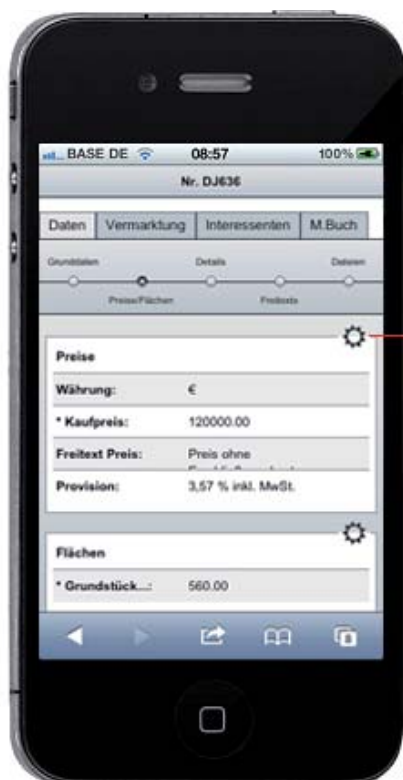 BASE DE 08:57 100%
Nr. DJ636
Daten Vermarktung Interessenten M.Buch
Grunddaten Details Dateien
Preise/Flächen Freitexte
Preise
Währung: €
* Kaufpreis: 120000.00
Freitext Preis: Preis ohne
Provision: 3,57 % inkl. MwSt.
Flächen
* Grundstück...: 560.00